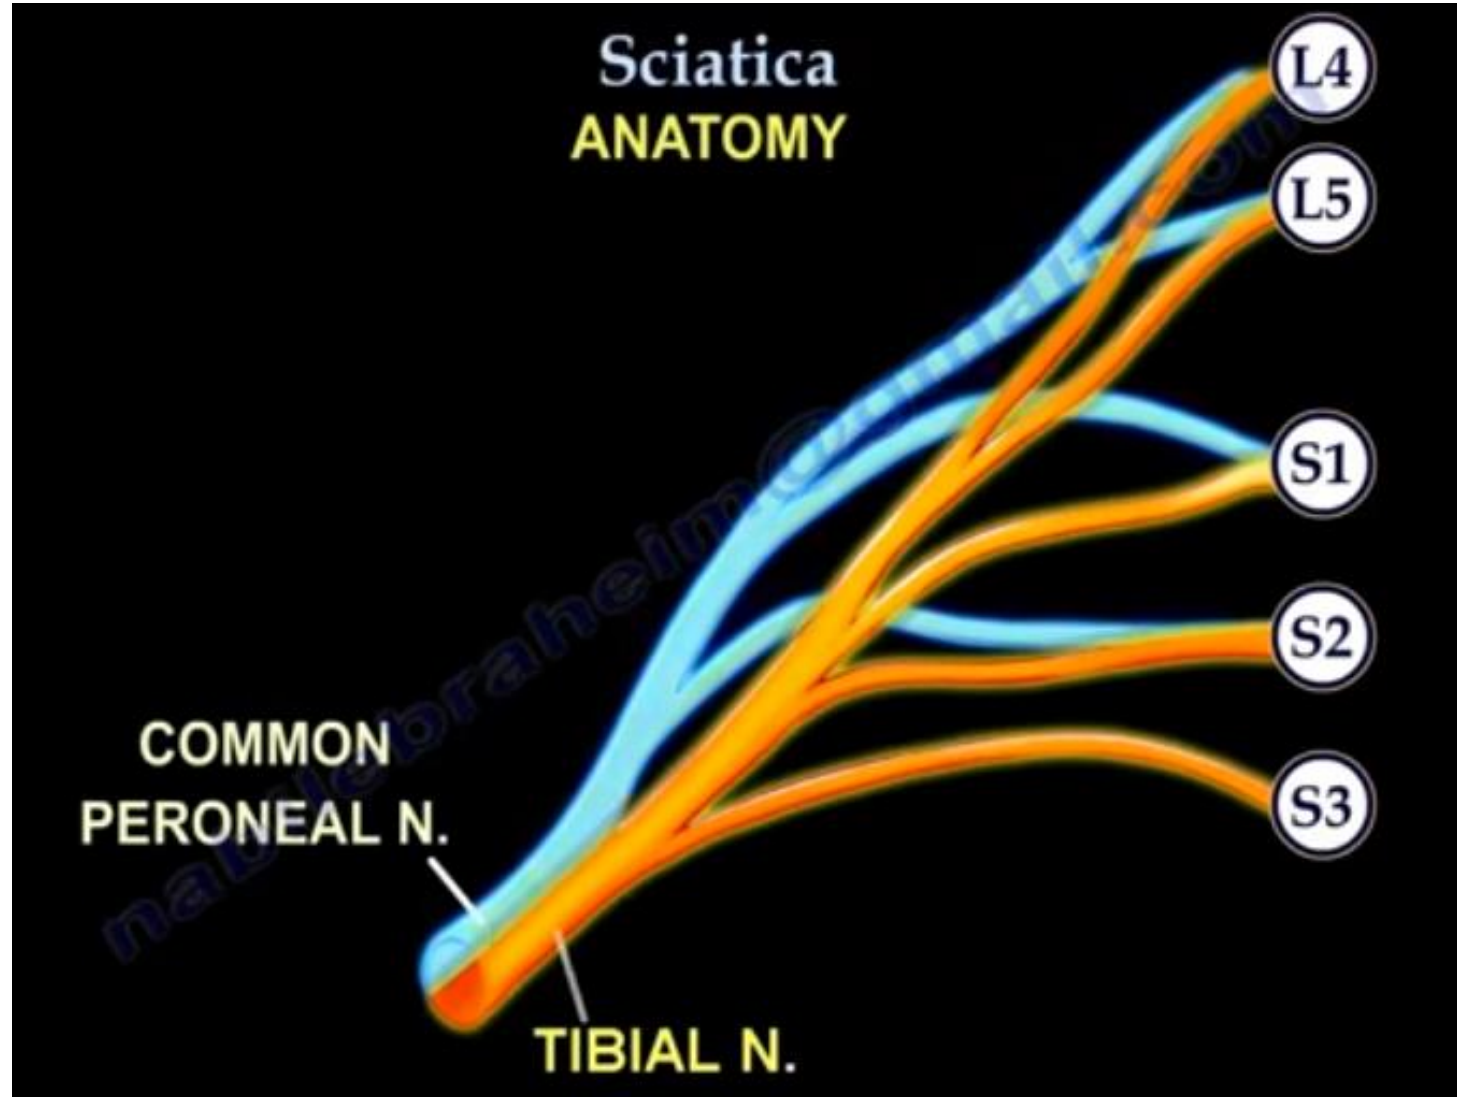 Sciatica
ANATOMY
L4
L5
S1
S2
S3
COMMON
PERONEAL N.
TIBIAL N.